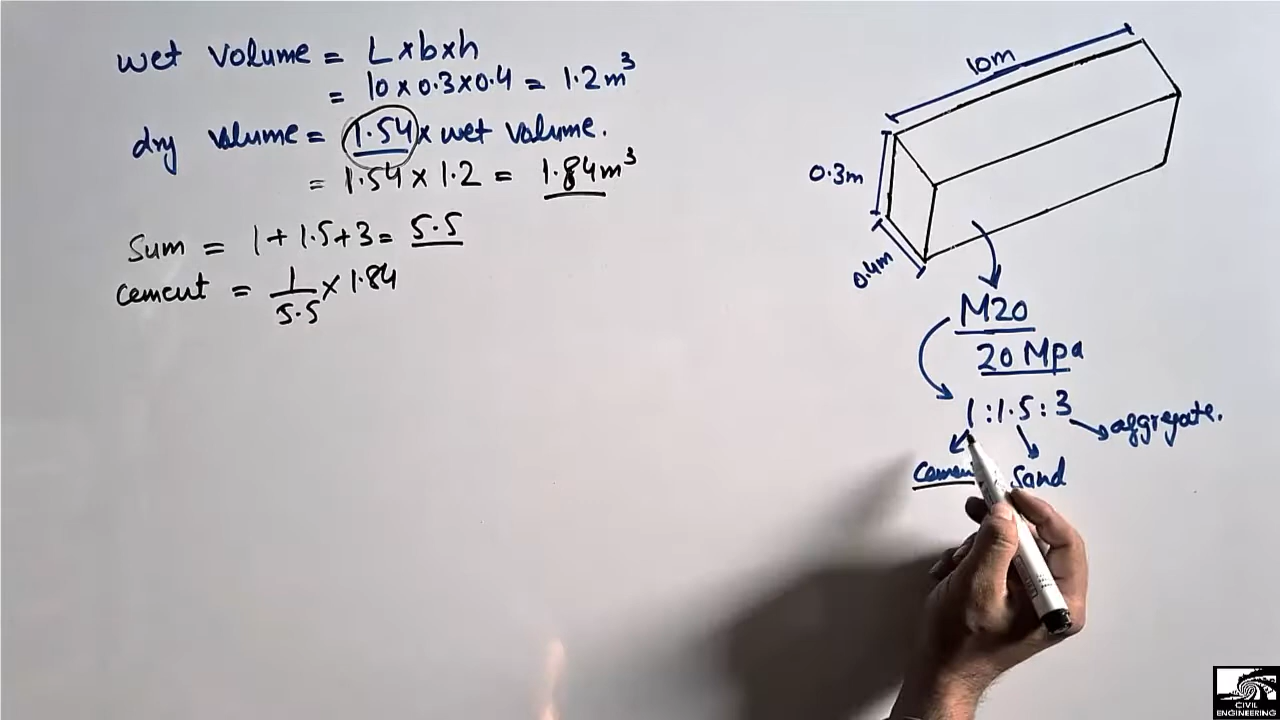 wet volume = L×b×h
= 10×0.3×0.4 = 1.2m³
dry volume = 1.54× wet volume.
= 1.54×1.2 = 1.84m³
Sum = 1+1.5+3= 5.5
cement = 1/5.5 × 1.84
10m
0.3m
0.4m
M20
20 Mpa
1:1.5:3
aggregate.
cement sand
CIVIL
ENGINEERING